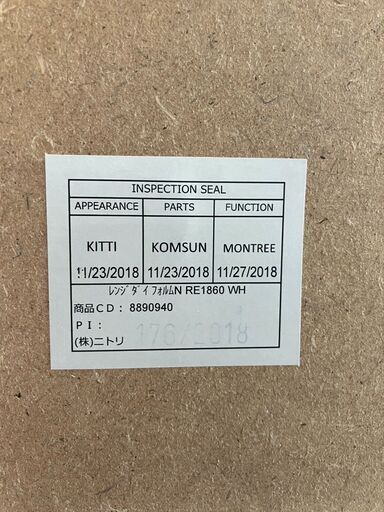 INSPECTION SEAL
APPEARANCE PARTS FUNCTION
KITTI KOMSUN MONTREE
11/23/2018 11/23/2018 11/27/2018
ﾚﾝｼﾞﾀﾞｲ ﾌｫﾙﾑN RE1860 WH
商品ＣＤ： 8890940
ＰＩ： 176/2018
(株)ニトリ